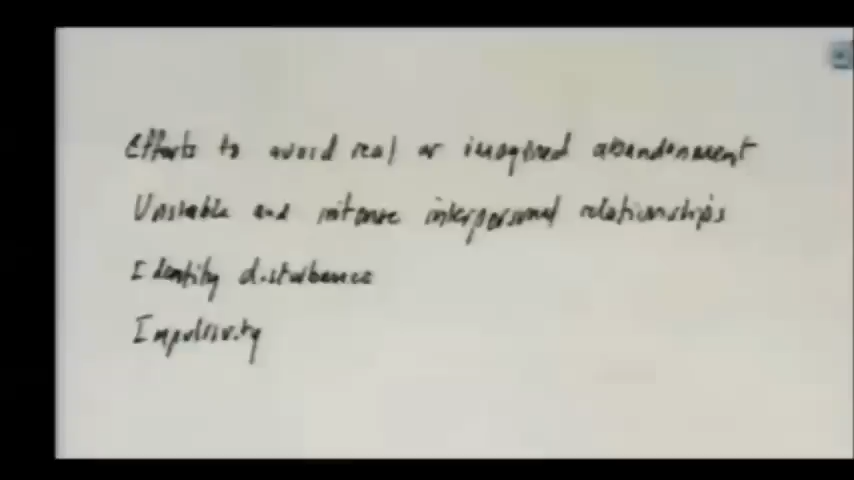 Efforts to avoid real or imagined abandonment
Unstable and intense interpersonal relationships
Identity disturbance
Impulsivity